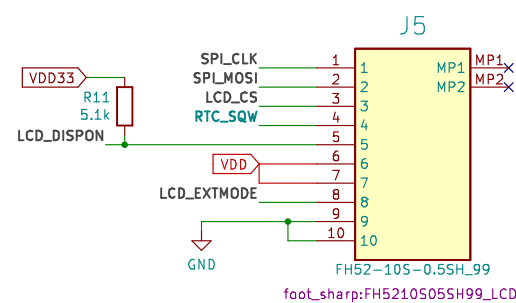 J5
SPI_CLK 1 1 MP1 MP1
VDD33 SPI_MOSI 2 2 MP2 MP2
R11 LCD_CS 3 3
5.1k RTC_SQW 4 4
LCD_DISPON 5 5
VDD 6 6
7 7
LCD_EXTMODE 8 8
9 9
10 10
GND FH52-10S-0.5SH_99
foot_sharp:FH5210S05SH99_LCD